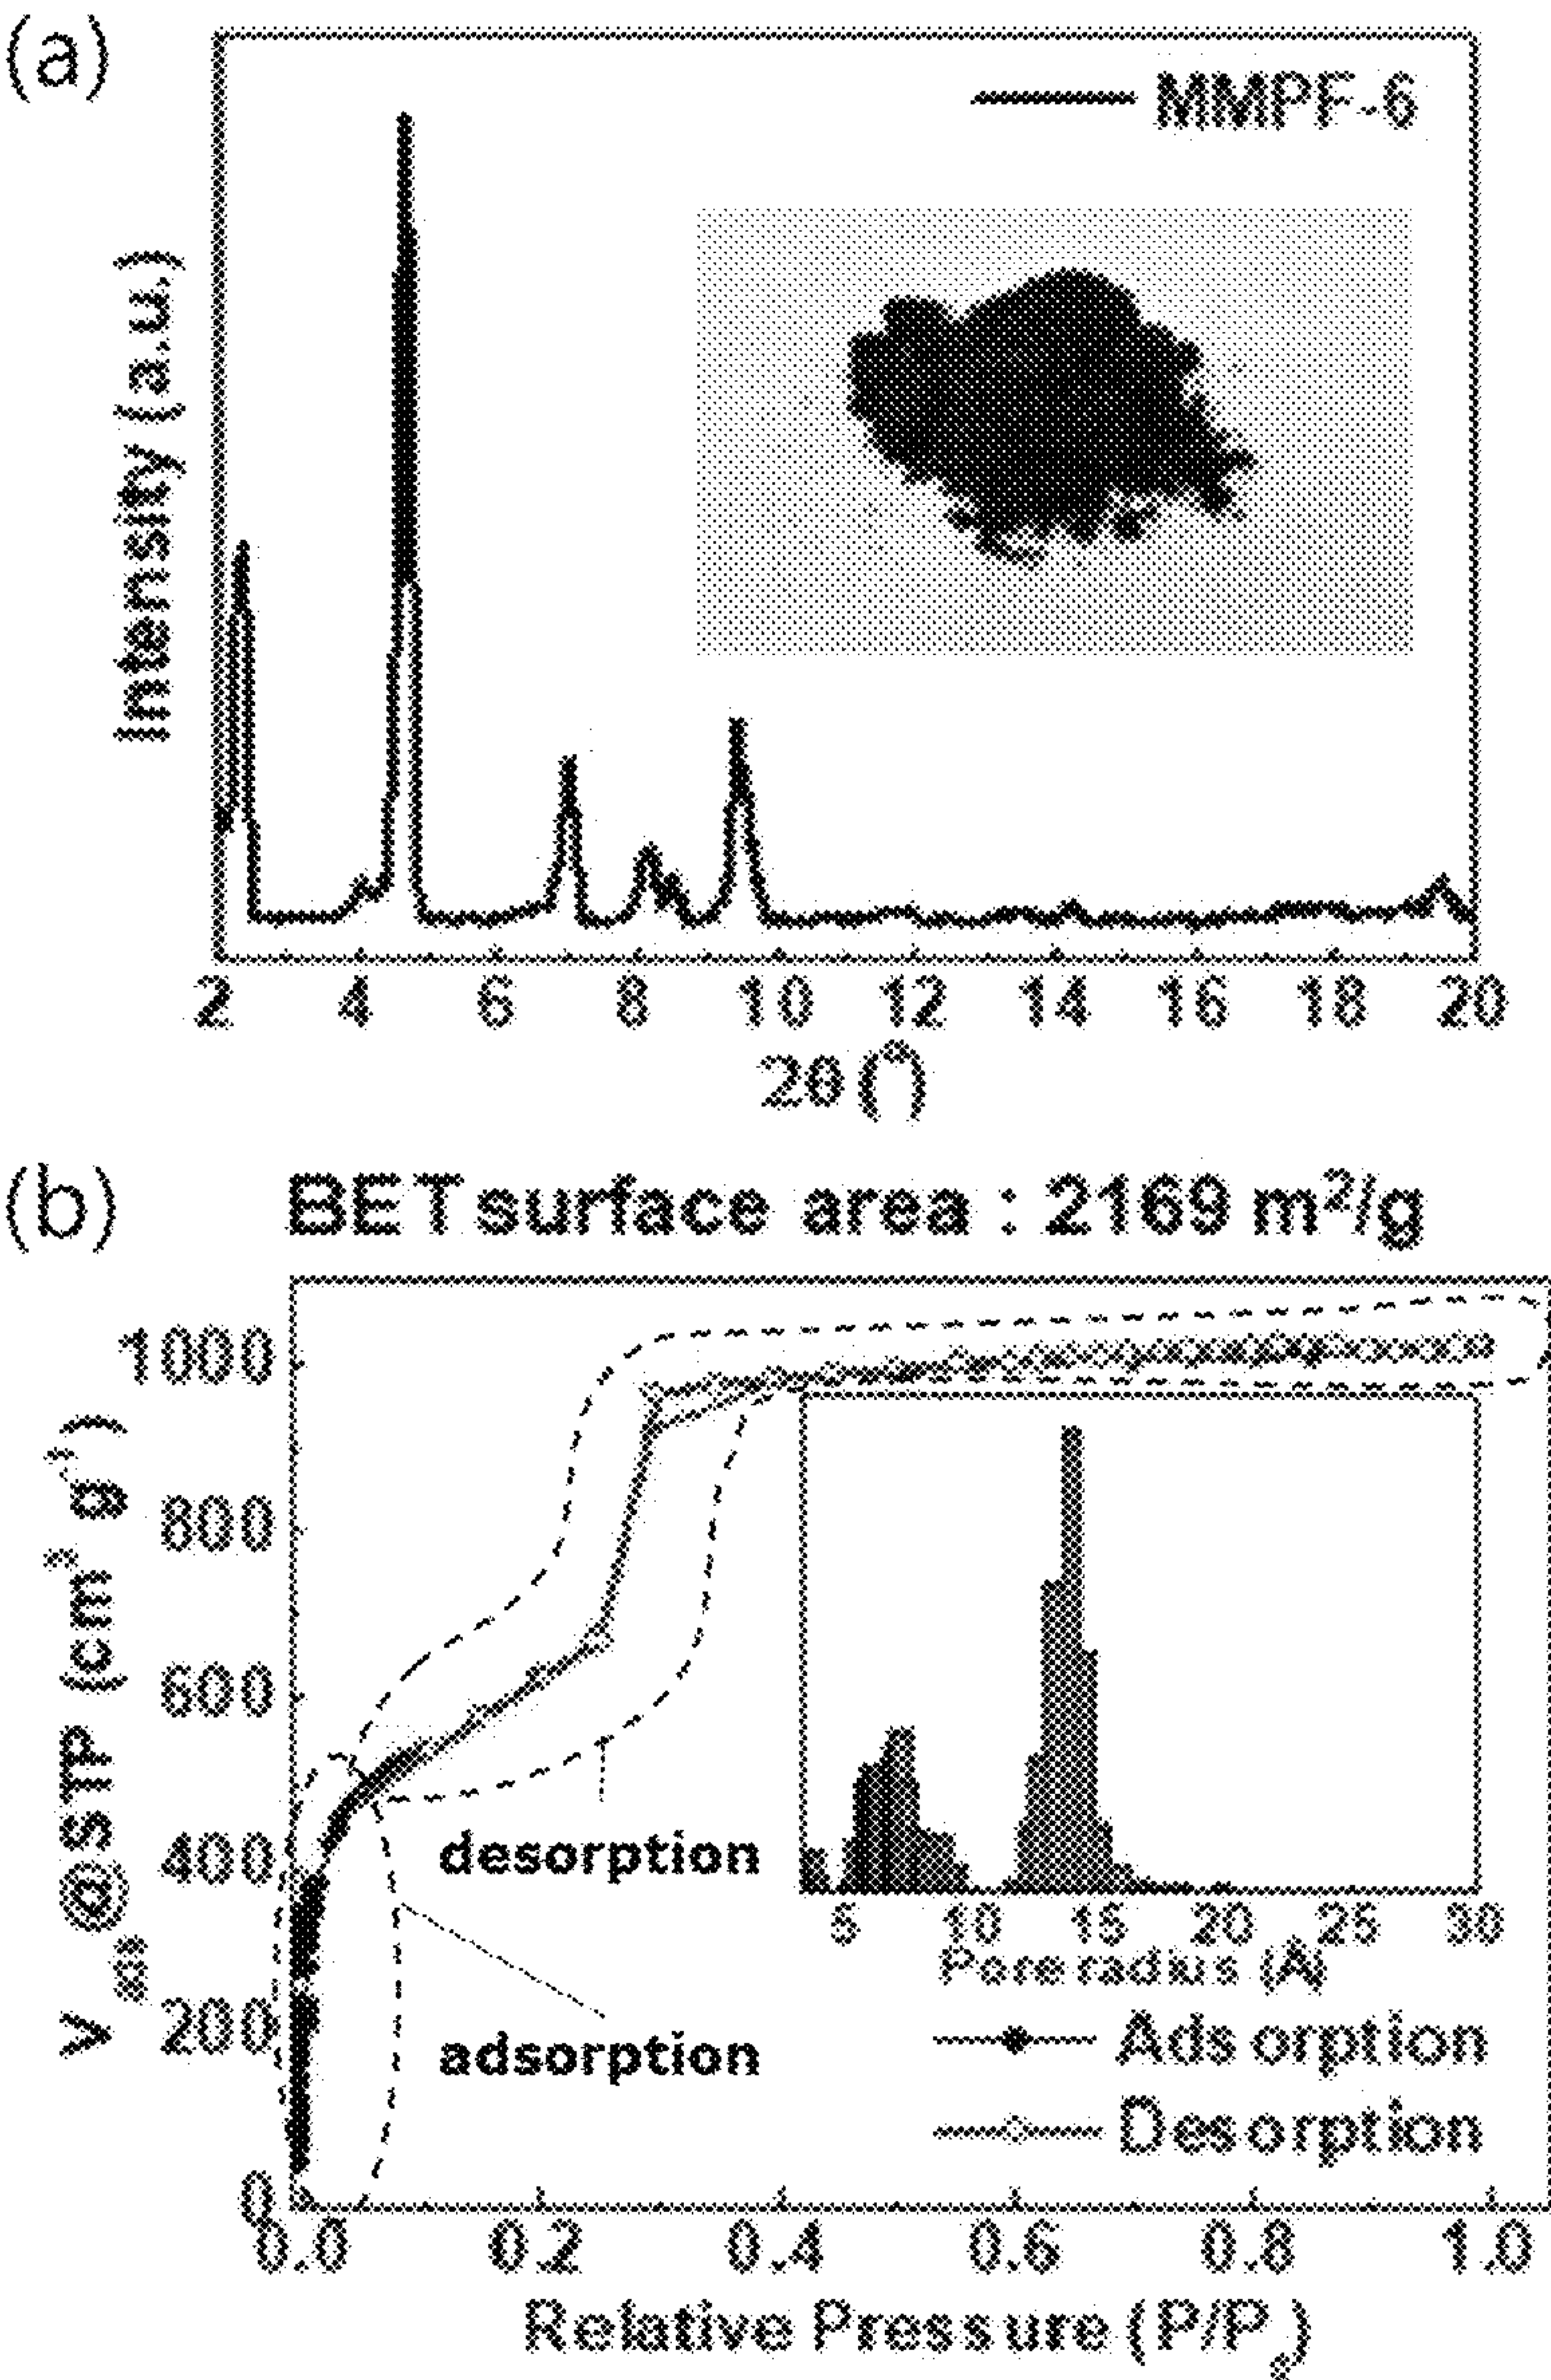 (a)
MMPF-6
Intensity (a.u.)
2 4 6 8 10 12 14 16 18 20
2θ (°)
(b)
BET surface area : 2169 m²/g
1000
800
600
400
200
0
V ads @STP (cm³ g⁻¹)
desorption
adsorption
5 10 15 20 25 30
Pore radius (Å)
Adsorption
Desorption
0.0 0.2 0.4 0.6 0.8 1.0
Relative Pressure (P/P₀)